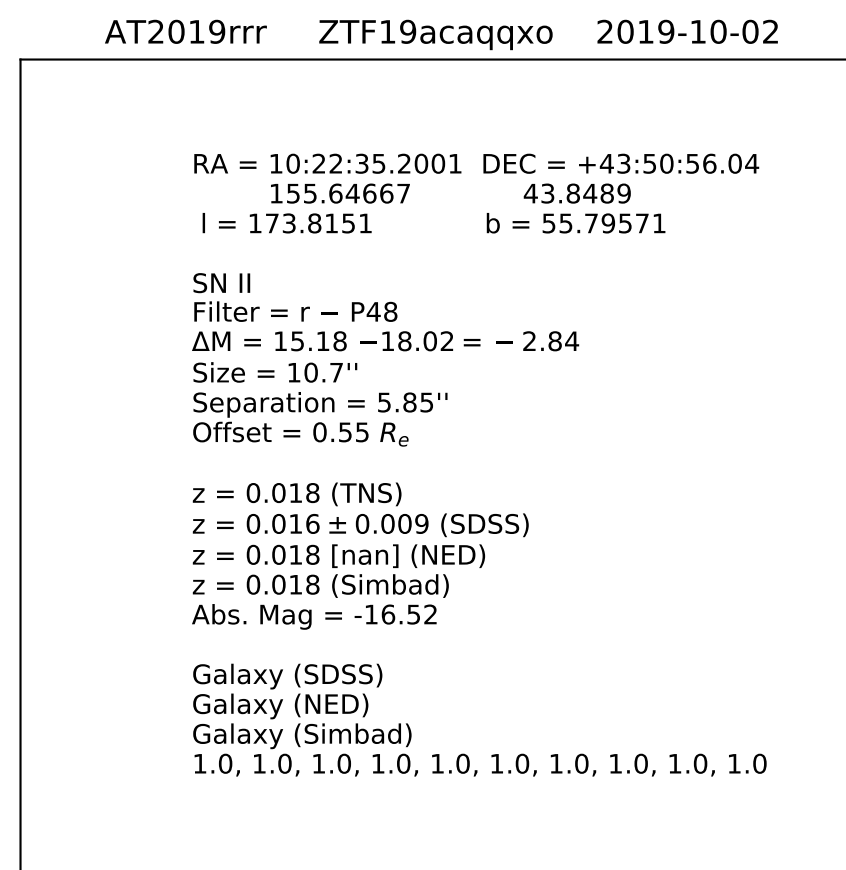 AT2019rrr ZTF19acaqqxo 2019-10-02
RA = 10:22:35.2001 DEC = +43:50:56.04
155.64667 43.8489
l = 173.8151 b = 55.79571
SN II
Filter = r − P48
ΔM = 15.18 −18.02 = − 2.84
Size = 10.7''
Separation = 5.85''
Offset = 0.55 Rₑ
z = 0.018 (TNS)
z = 0.016 ± 0.009 (SDSS)
z = 0.018 [nan] (NED)
z = 0.018 (Simbad)
Abs. Mag = -16.52
Galaxy (SDSS)
Galaxy (NED)
Galaxy (Simbad)
1.0, 1.0, 1.0, 1.0, 1.0, 1.0, 1.0, 1.0, 1.0, 1.0